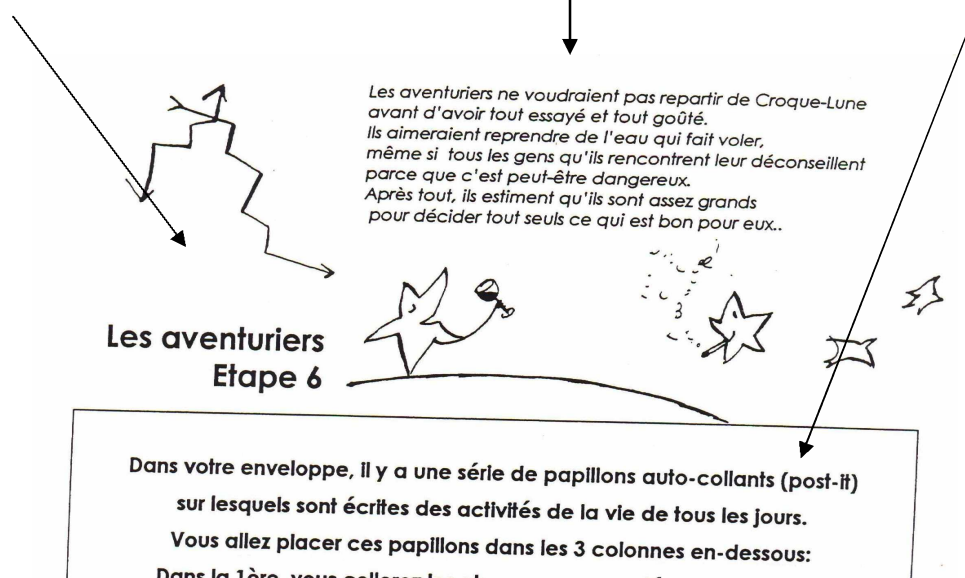 Les aventuriers ne voudraient pas repartir de Croque-Lune
avant d'avoir tout essayé et tout goûté.
Ils aimeraient reprendre de l'eau qui fait voler,
même si tous les gens qu'ils rencontrent leur déconseillent
parce que c'est peut-être dangereux.
Après tout, ils estiment qu'ils sont assez grands
pour décider tout seuls ce qui est bon pour eux..
Les aventuriers
Etape 6
Dans votre enveloppe, il y a une série de papillons auto-collants (post-it)
sur lesquels sont écrites des activités de la vie de tous les jours.
Vous allez placer ces papillons dans les 3 colonnes en-dessous:
Dans la 1ère, vous collerez